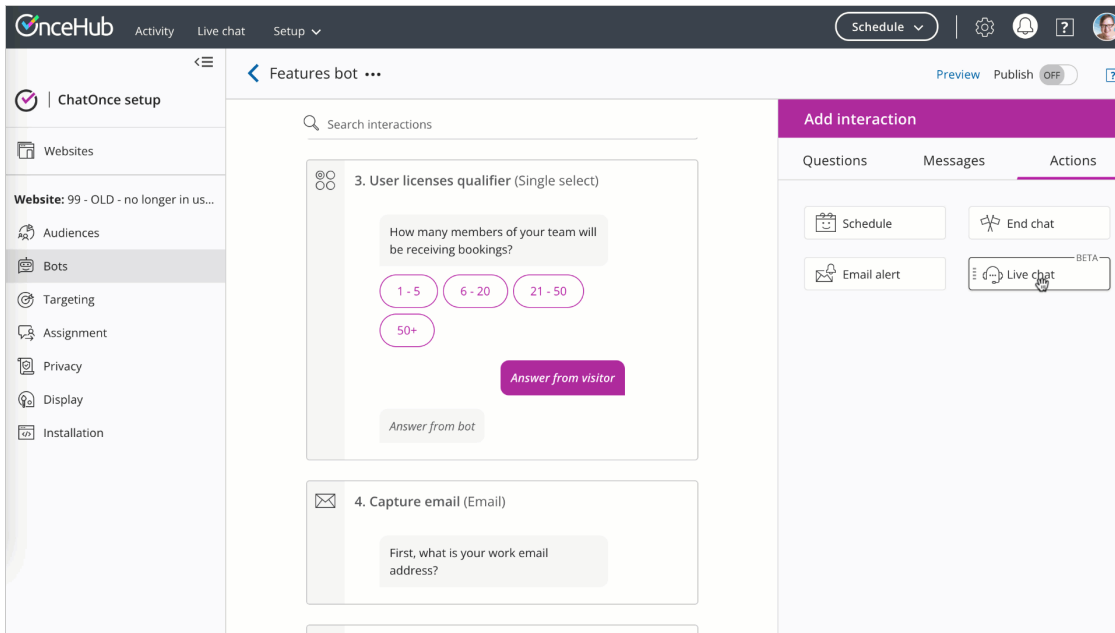 OnceHub
Activity
Live chat
Setup
Schedule
?
ChatOnce setup
Websites
Website: 99 - OLD - no longer in us...
Audiences
Bots
Targeting
Assignment
Privacy
Display
Installation
Features bot •••
Preview
Publish
OFF
?
Search interactions
3. User licenses qualifier (Single select)
How many members of your team will
be receiving bookings?
1 - 5
6 - 20
21 - 50
50+
Answer from visitor
Answer from bot
4. Capture email (Email)
First, what is your work email
address?
Add interaction
Questions
Messages
Actions
Schedule
End chat
Email alert
BETA
Live chat